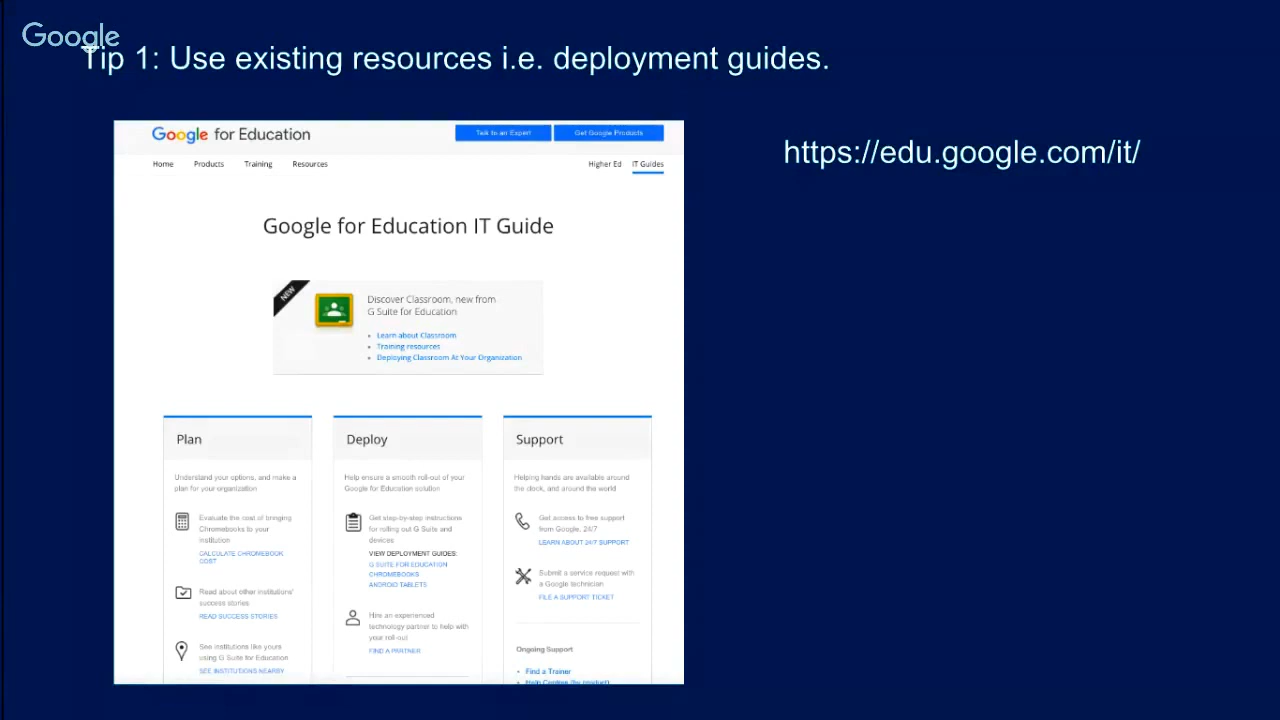 Google
Tip 1: Use existing resources i.e. deployment guides.
https://edu.google.com/it/
Google for Education
Talk to an Expert
Get Google Products
Home Products Training Resources Higher Ed IT Guides
Google for Education IT Guide
NEW
Discover Classroom, new from
G Suite for Education
• Learn about Classroom
• Training resources
• Deploying Classroom At Your Organization
Plan
Understand your options, and make a
plan for your organization
Evaluate the cost of bringing
Chromebooks to your
institution
CALCULATE CHROMEBOOK
COST
Read about other institutions'
success stories
READ SUCCESS STORIES
See institutions like yours
using G Suite for Education
SEE INSTITUTIONS NEARBY
Deploy
Help ensure a smooth roll-out of your
Google for Education solution
Get step-by-step instructions
for rolling out G Suite and
devices
VIEW DEPLOYMENT GUIDES:
G SUITE FOR EDUCATION
CHROMEBOOKS
ANDROID TABLETS
Hire an experienced
technology partner to help with
your roll-out
FIND A PARTNER
Support
Helping hands are available around
the clock, and around the world
Get access to free support
from Google, 24/7
LEARN ABOUT 24/7 SUPPORT
Submit a service request with
a Google technician
FILE A SUPPORT TICKET
Ongoing Support
• Find a Trainer
• Help Centers (by product)